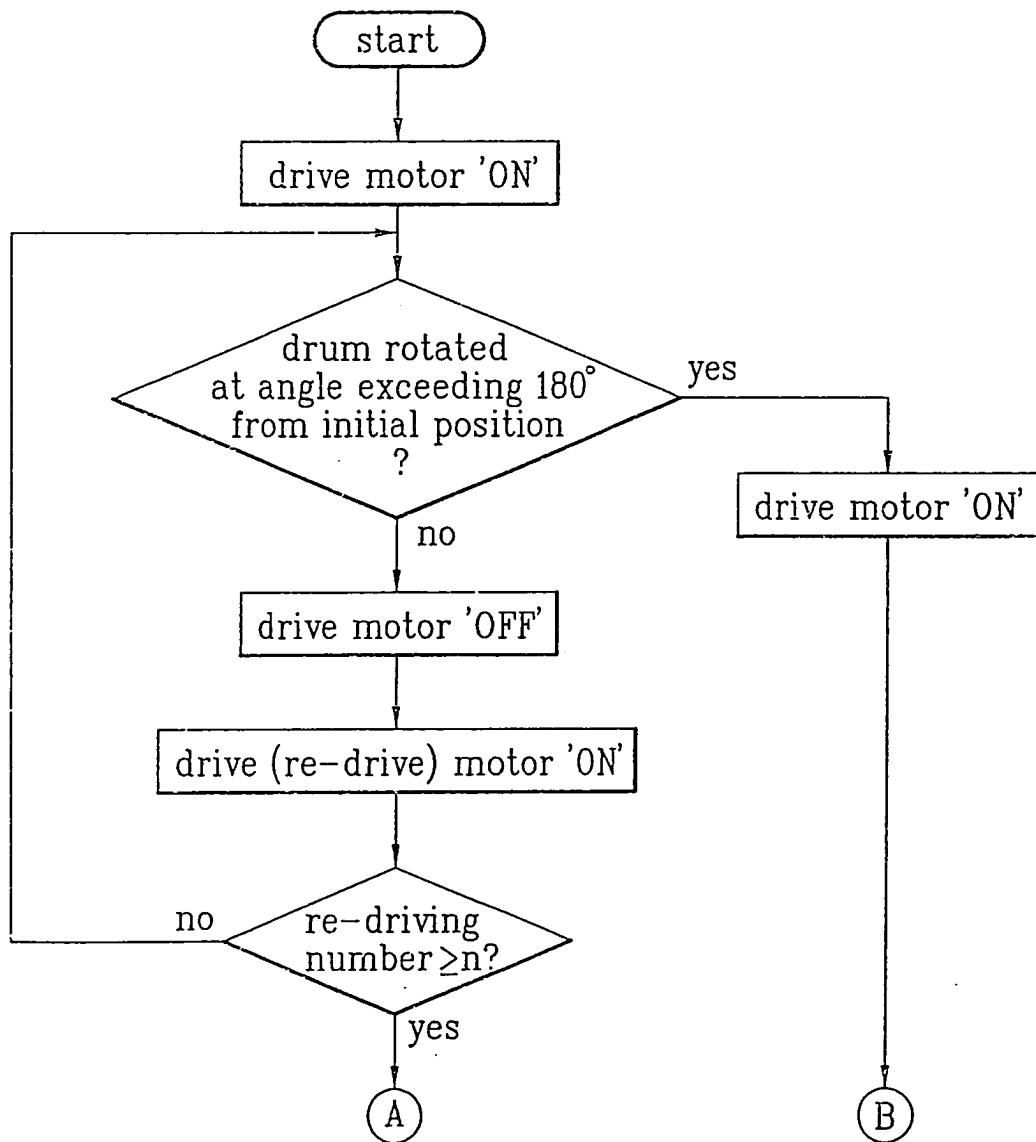 start
drive motor 'ON'
drum rotated
at angle exceeding 180°
from initial position
?
yes
drive motor 'ON'
no
drive motor 'OFF'
drive (re-drive) motor 'ON'
no
re-driving
number ≥n?
yes
A
B